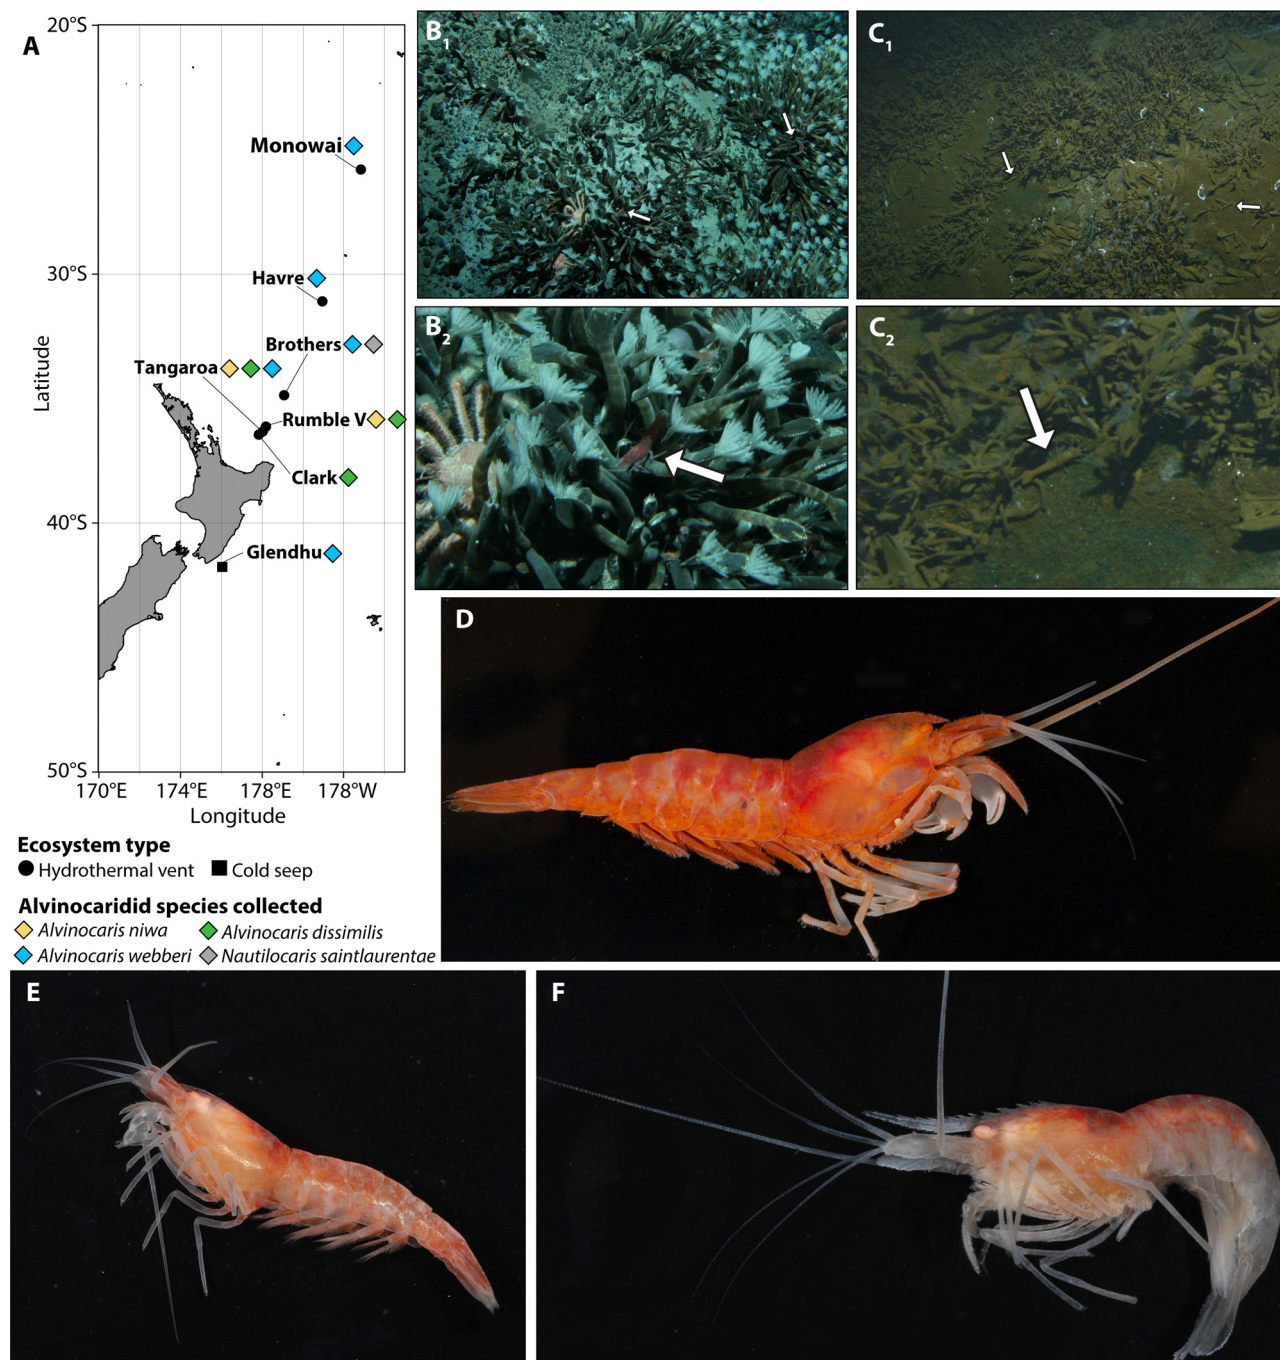 A
20°S
30°S
40°S
50°S
Latitude
Monowai
Havre
Brothers
Tangaroa
Rumble V
Clark
Glendhu
170°E 174°E 178°E 178°W
Longitude
Ecosystem type
Hydrothermal vent Cold seep
Alvinocaridid species collected
Alvinocaris niwa Alvinocaris dissimilis
Alvinocaris webberi Nautilocaris saintlaurentae
B1
C1
B2
C2
D
E
F